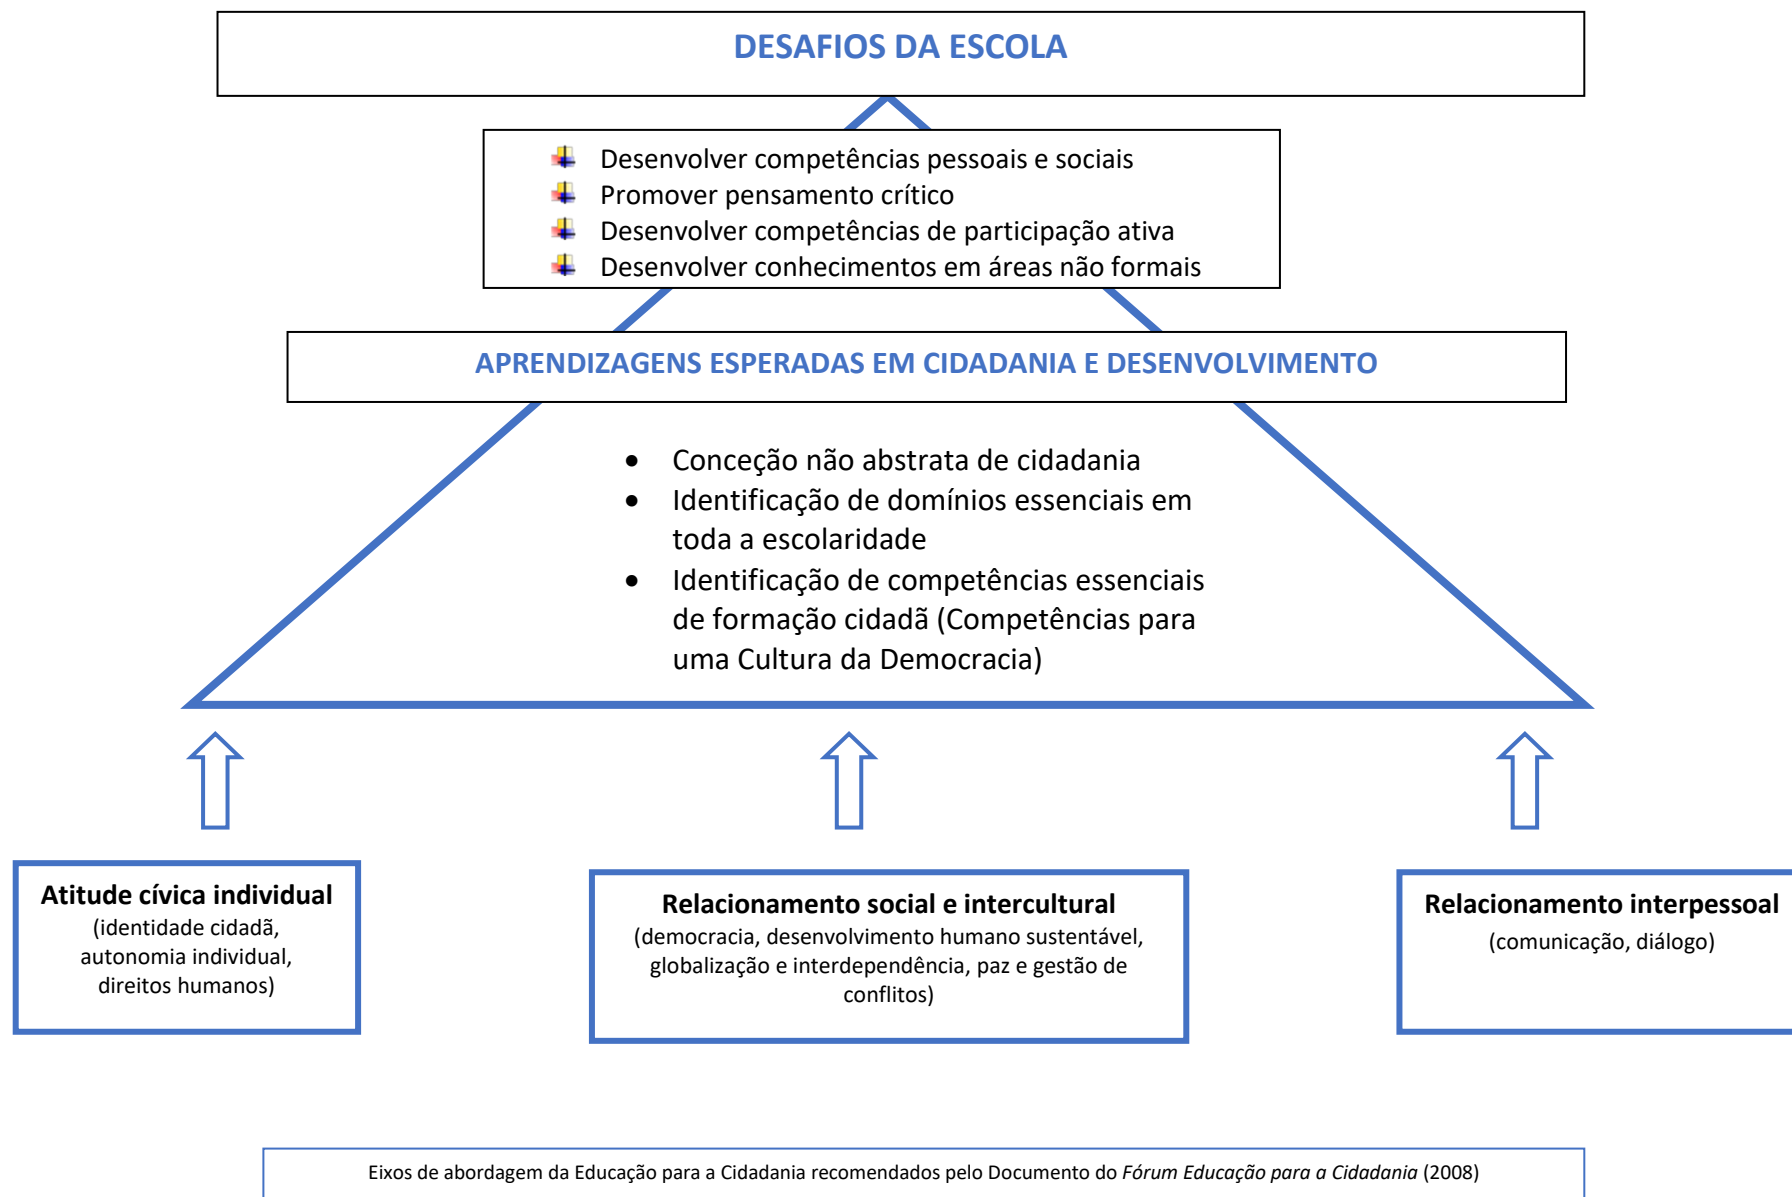 DESAFIOS DA ESCOLA
Desenvolver competências pessoais e sociais
Promover pensamento crítico
Desenvolver competências de participação ativa
Desenvolver conhecimentos em áreas não formais
APRENDIZAGENS ESPERADAS EM CIDADANIA E DESENVOLVIMENTO
• Conceção não abstrata de cidadania
• Identificação de domínios essenciais em
toda a escolaridade
• Identificação de competências essenciais
de formação cidadã (Competências para
uma Cultura da Democracia)
Atitude cívica individual
(identidade cidadã,
autonomia individual,
direitos humanos)
Relacionamento social e intercultural
(democracia, desenvolvimento humano sustentável,
globalização e interdependência, paz e gestão de
conflitos)
Relacionamento interpessoal
(comunicação, diálogo)
Eixos de abordagem da Educação para a Cidadania recomendados pelo Documento do Fórum Educação para a Cidadania (2008)